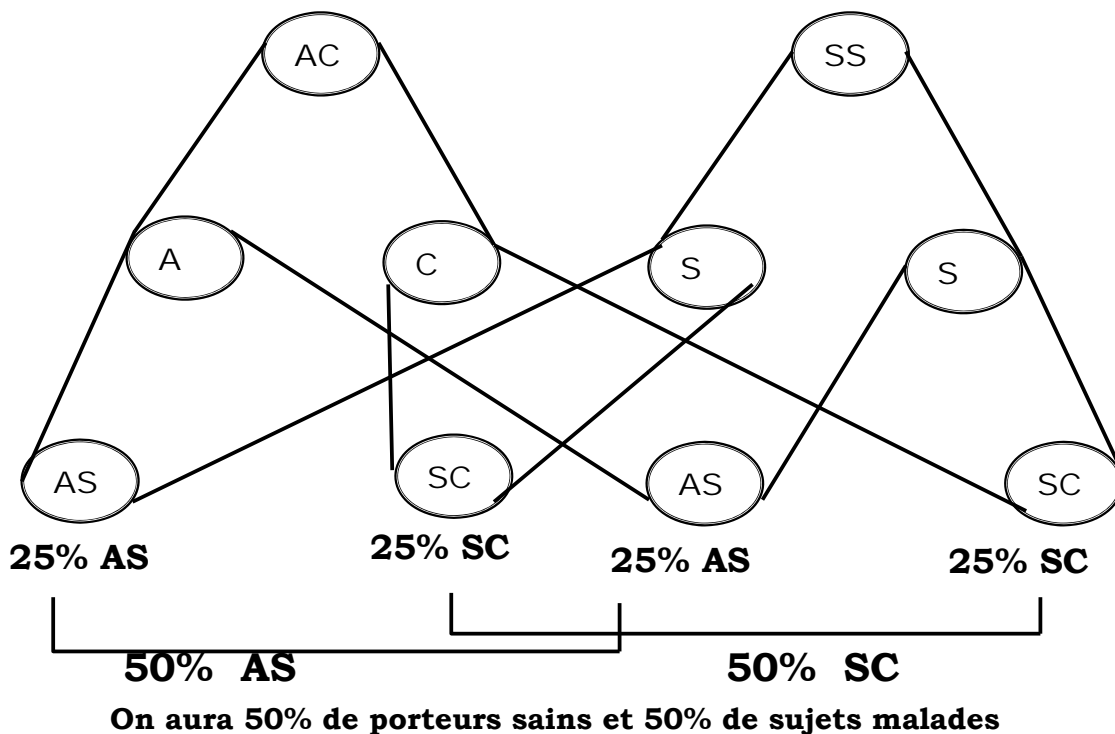 AC SS
A C S S
AS SC AS SC
25% AS 25% SC 25% AS 25% SC
50% AS 50% SC
On aura 50% de porteurs sains et 50% de sujets malades